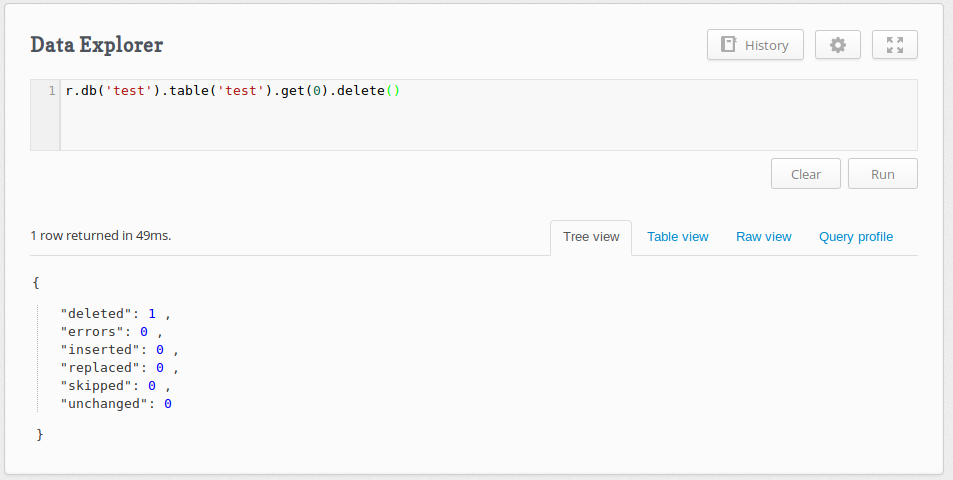 Data Explorer
History
1 r.db('test').table('test').get(0).delete()
Clear Run
1 row returned in 49ms.
Tree view Table view Raw view Query profile
{
"deleted": 1 ,
"errors": 0 ,
"inserted": 0 ,
"replaced": 0 ,
"skipped": 0 ,
"unchanged": 0
}